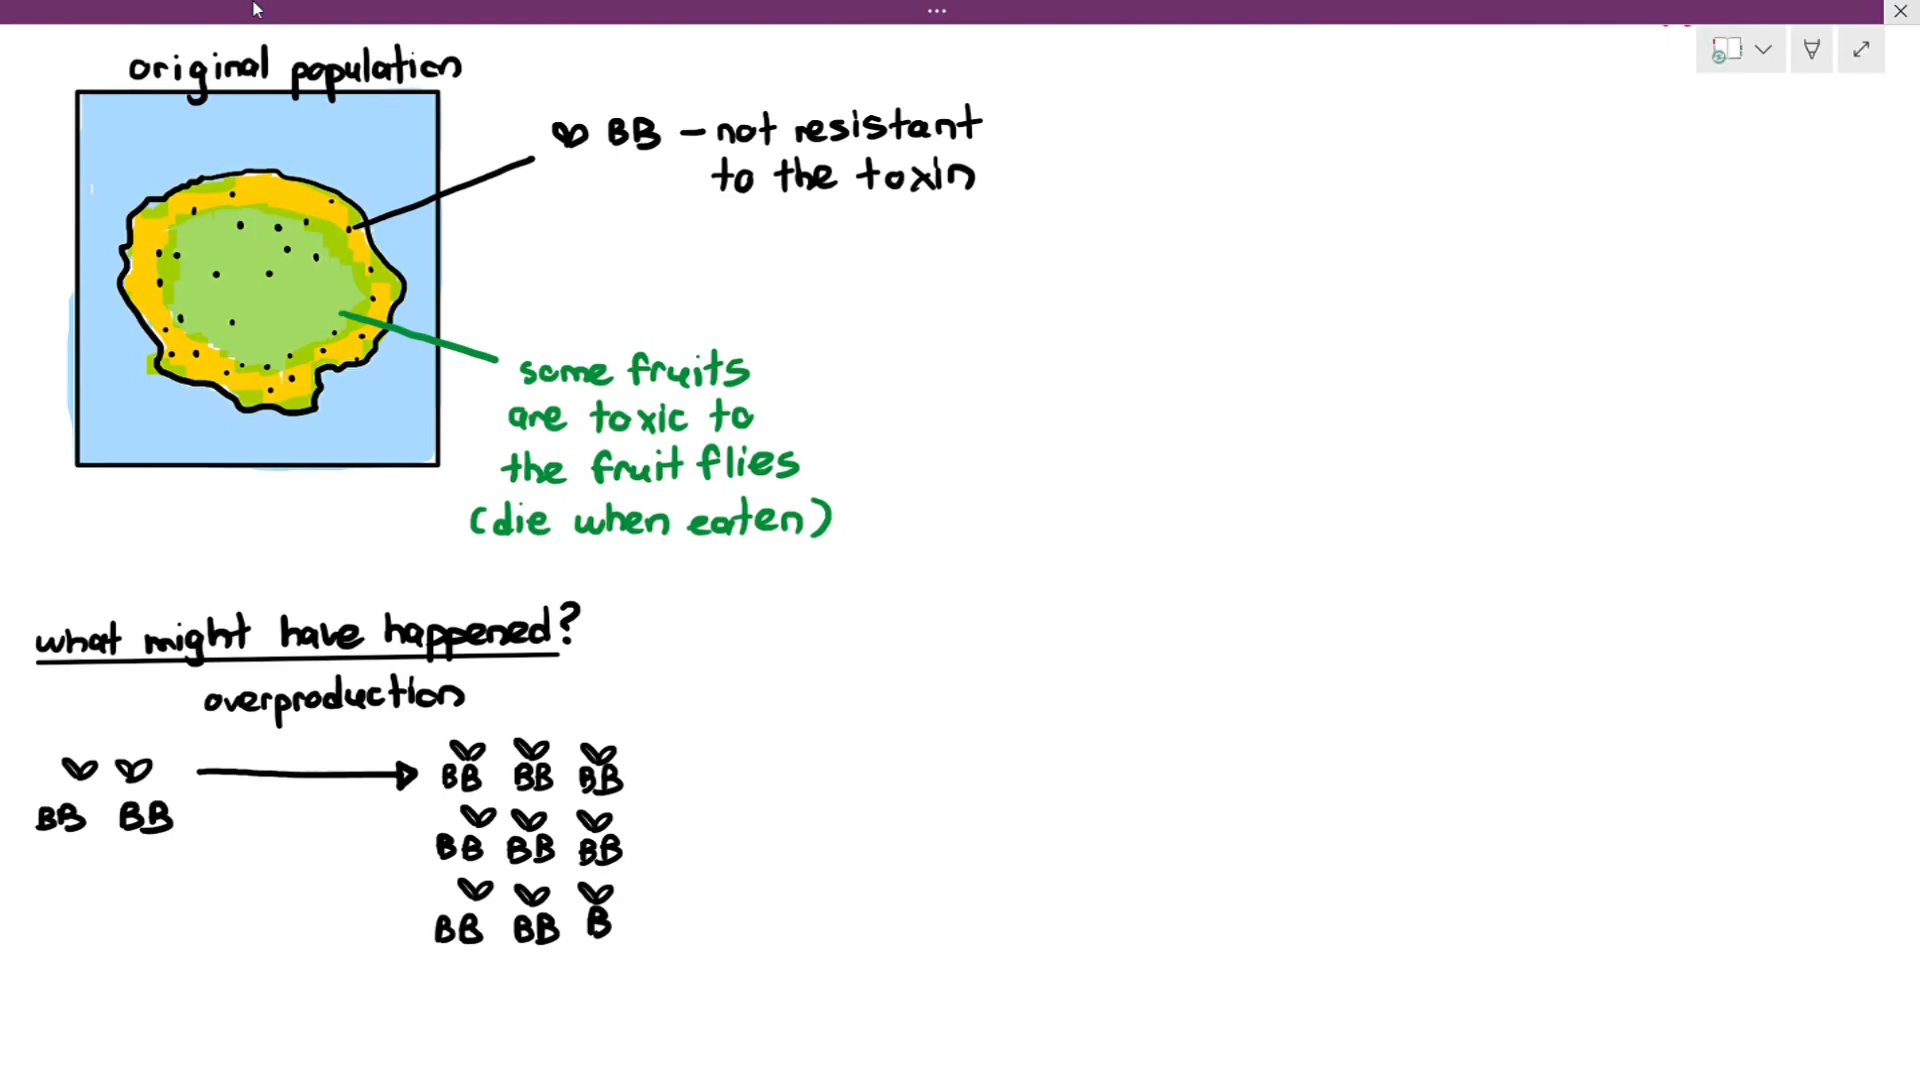 original population
BB - not resistant
to the toxin
some fruits
are toxic to
the fruit flies
(die when eaten)
what might have happened?
overproduction
BB BB BB
BB BB
BB BB BB
BB BB B